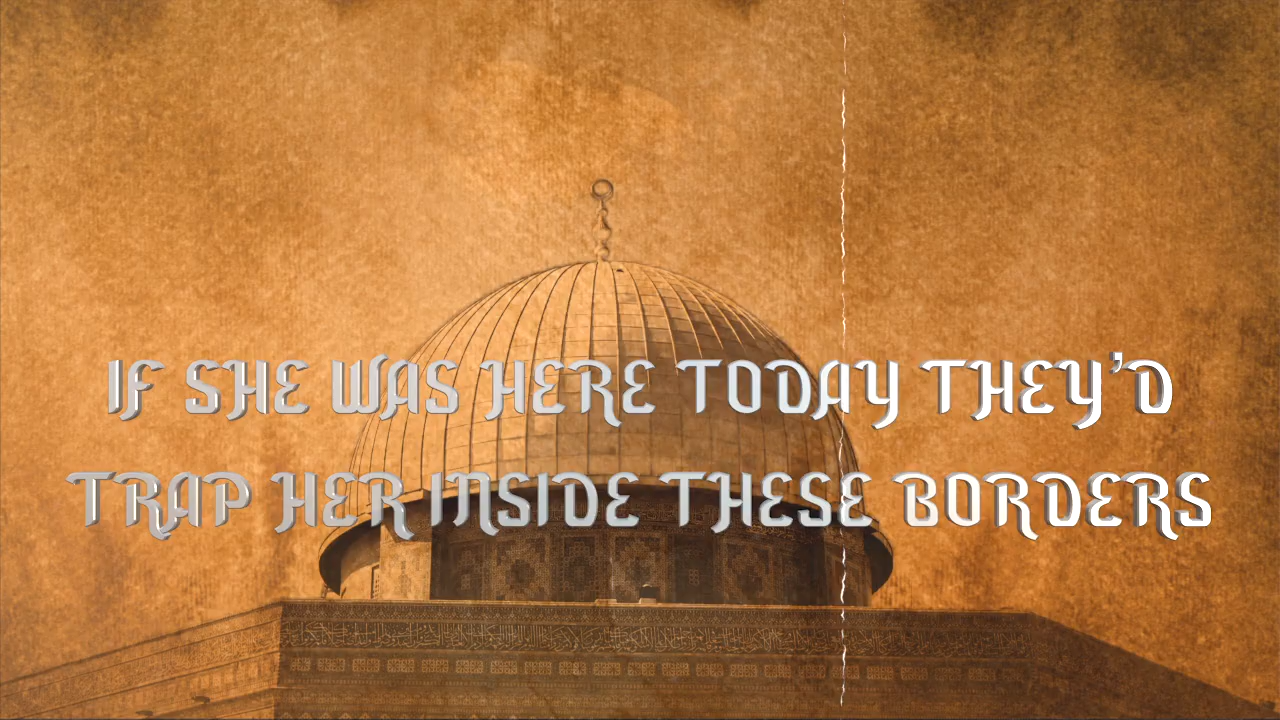 IF SHE WAS HERE TODAY THEY'D
TRAP HER INSIDE THESE BORDERS